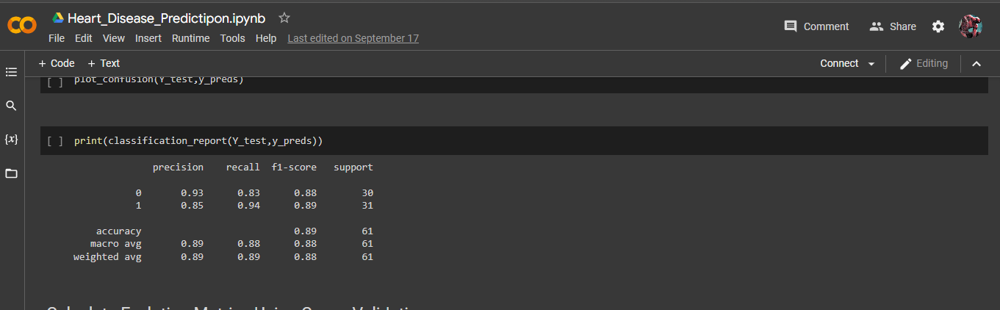 Heart_Disease_Predictipon.ipynb
File Edit View Insert Runtime Tools Help Last edited on September 17
Comment Share
+ Code + Text
Connect Editing
[ ] plot_confusion(Y_test,y_preds)
{x}
[ ] print(classification_report(Y_test,y_preds))
precision recall f1-score support
0 0.93 0.83 0.88 30
1 0.85 0.94 0.89 31
accuracy 0.89 61
macro avg 0.89 0.88 0.88 61
weighted avg 0.89 0.89 0.88 61